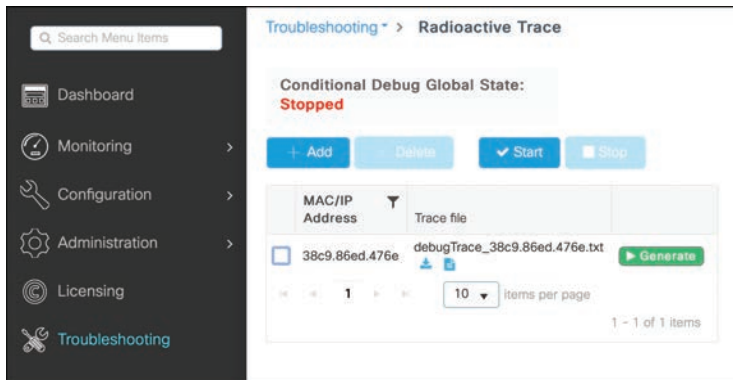 Search Menu Items
Dashboard
Monitoring
Configuration
Administration
Licensing
Troubleshooting
Troubleshooting > Radioactive Trace
Conditional Debug Global State:
Stopped
+ Add
Delete
✔ Start
Stop
MAC/IP
Address
Trace file
38c9.86ed.476e
debugTrace_38c9.86ed.476e.txt
Generate
1
10
items per page
1 - 1 of 1 items